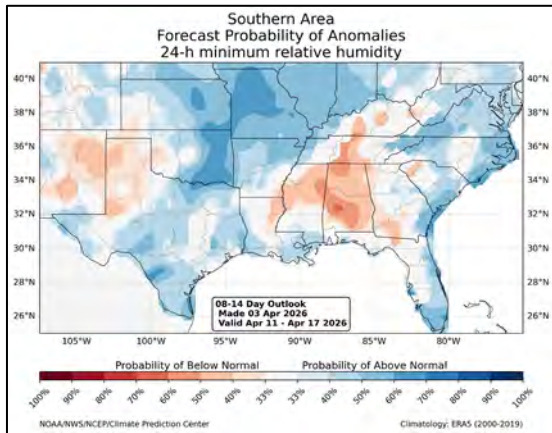 Southern Area
Forecast Probability of Anomalies
24-h minimum relative humidity
40°N
40°N
38°N
38°N
36°N
36°N
34°N
34°N
32°N
32°N
30°N
30°N
28°N
28°N
26°N
26°N
08-14 Day Outlook
Made 03 Apr 2026
Valid Apr 11 - Apr 17 2026
105°W 100°W 95°W 90°W 85°W 80°W
Probability of Below Normal Probability of Above Normal
100% 90% 80% 70% 60% 50% 40% 33% 33% 40% 50% 60% 70% 80% 90% 100%
NOAA/NWS/NCEP/Climate Prediction Center Climatology: ERA5 (2000-2019)